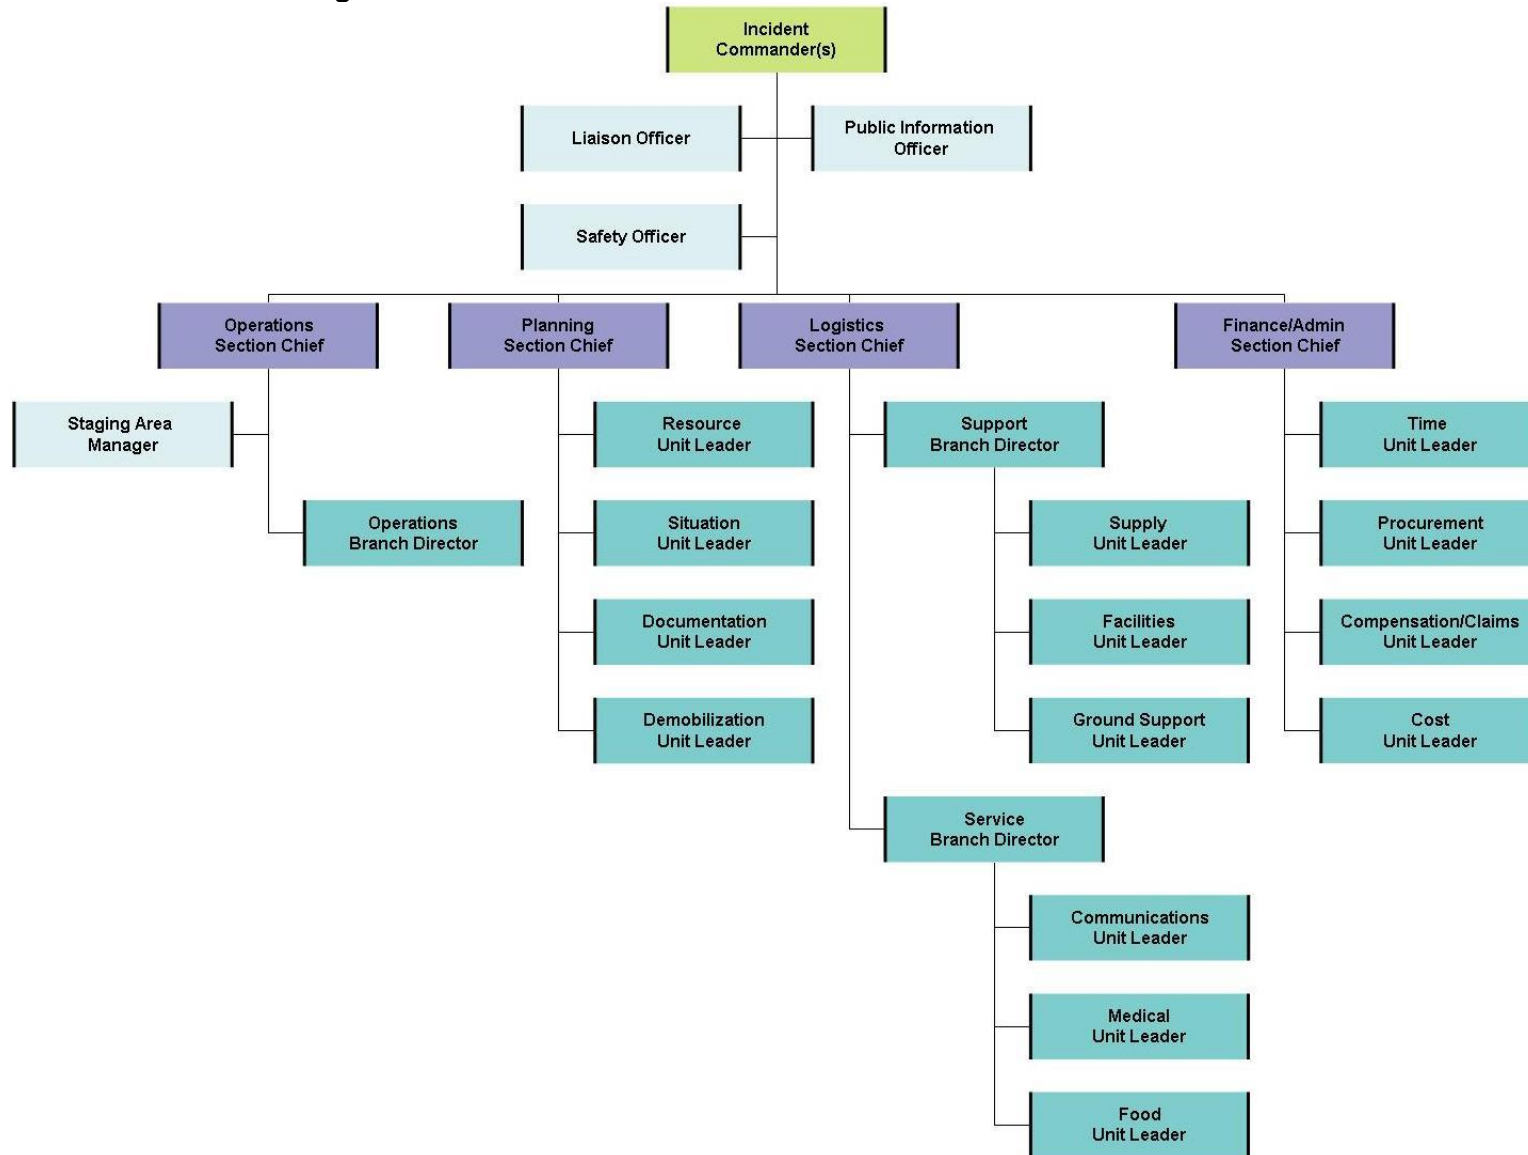 Incident
Commander(s)
Liaison Officer
Public Information
Officer
Safety Officer
Operations
Section Chief
Planning
Section Chief
Logistics
Section Chief
Finance/Admin
Section Chief
Staging Area
Manager
Operations
Branch Director
Resource
Unit Leader
Situation
Unit Leader
Documentation
Unit Leader
Demobilization
Unit Leader
Support
Branch Director
Supply
Unit Leader
Facilities
Unit Leader
Ground Support
Unit Leader
Service
Branch Director
Communications
Unit Leader
Medical
Unit Leader
Food
Unit Leader
Time
Unit Leader
Procurement
Unit Leader
Compensation/Claims
Unit Leader
Cost
Unit Leader